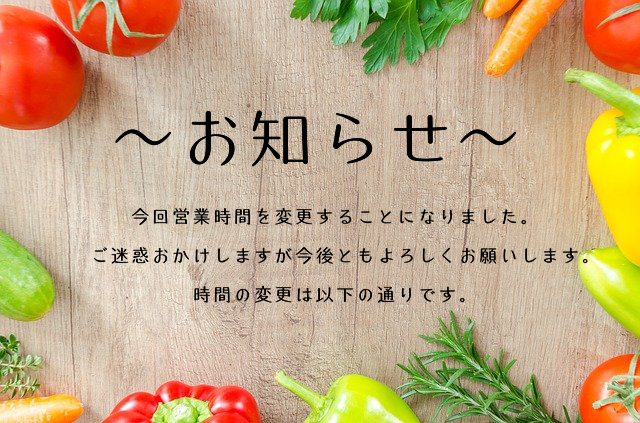 ～お知らせ～
今回営業時間を変更することになりました。
ご迷惑おかけしますが今後ともよろしくお願いします。
時間の変更は以下の通りです。